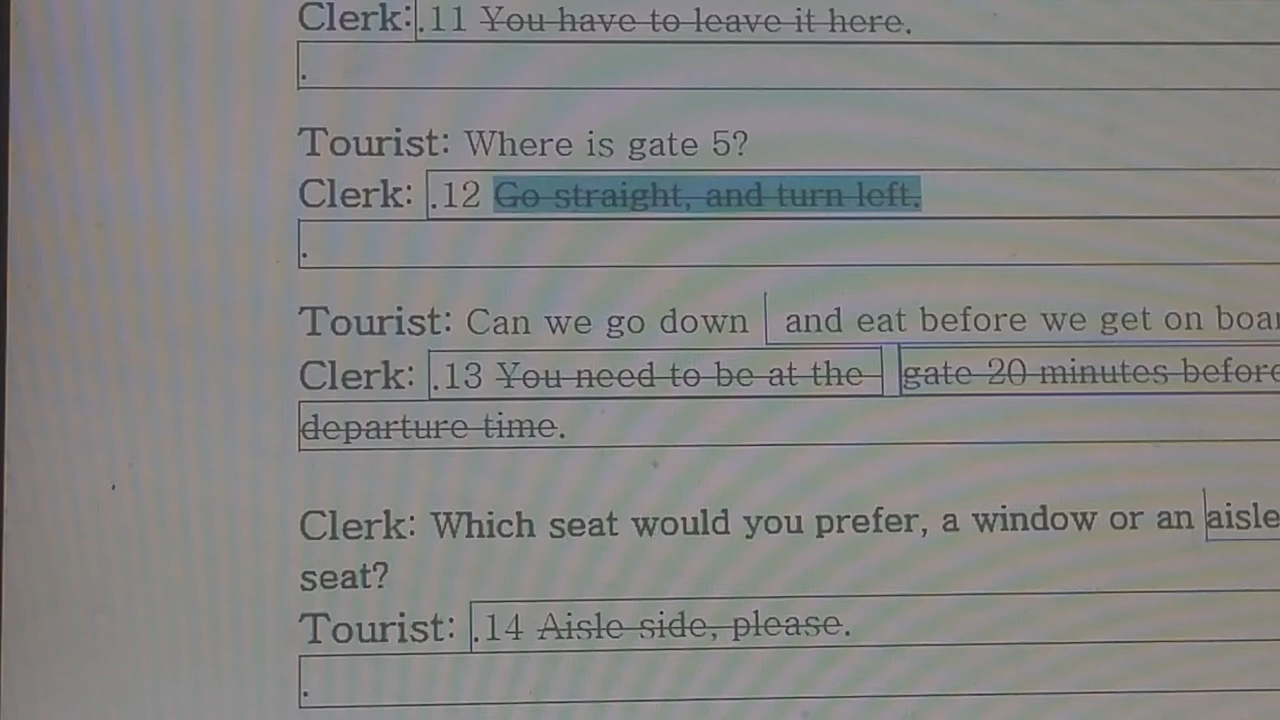 Clerk: .11 You have to leave it here.
.
Tourist: Where is gate 5?
Clerk: .12 Go straight, and turn left.
.
Tourist: Can we go down and eat before we get on
Clerk: .13 You need to be at the gate 20 minutes before
departure time.
Clerk: Which seat would you prefer, a window or an aisle
seat?
Tourist: .14 Aisle side, please.
.